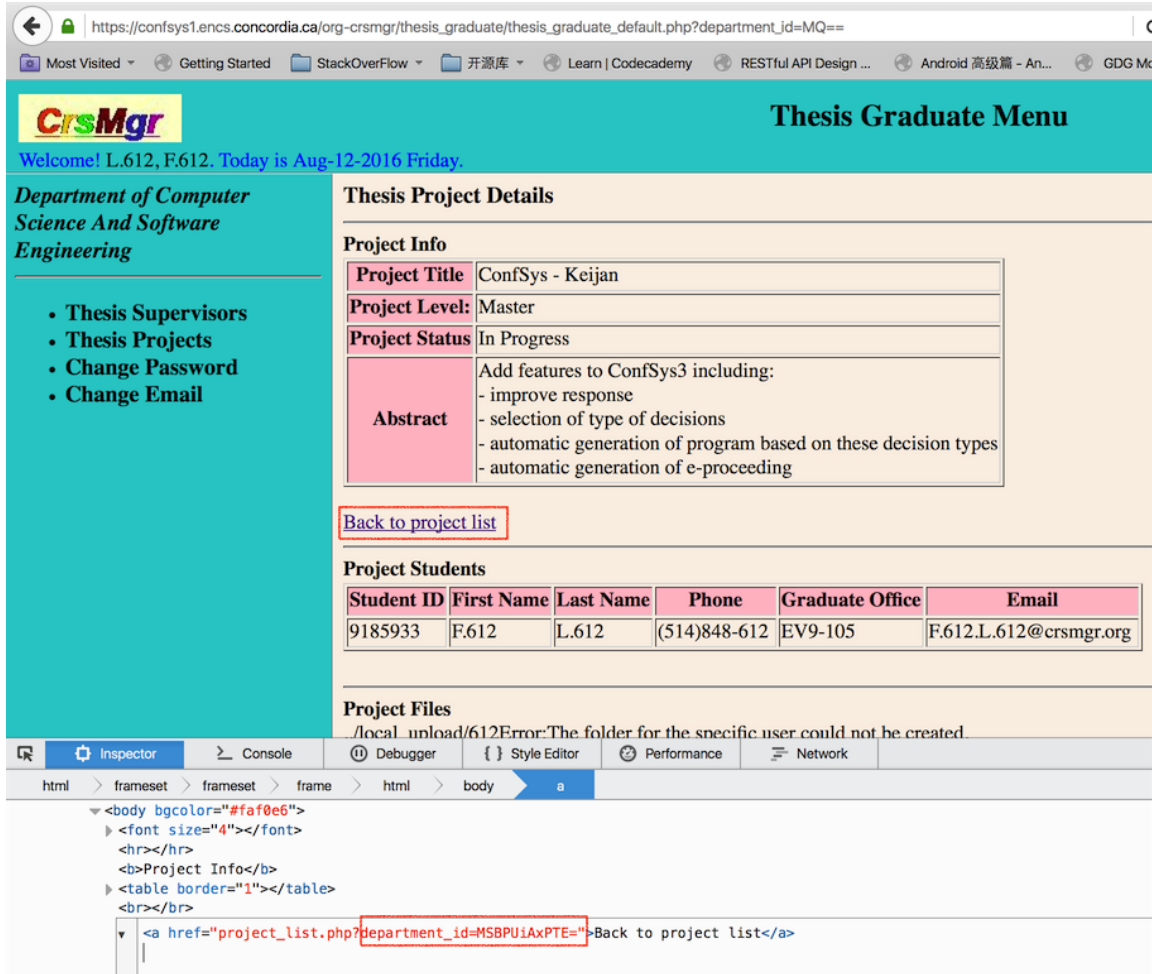 https://confsys1.encs.concordia.ca/org-crsmgr/thesis_graduate/thesis_graduate_default.php?department_id=MQ==
Most Visited Getting Started StackOverFlow 开源库 Learn | Codecademy RESTful API Design ... Android 高级篇 - An... GDG Mo
CrsMgr
Thesis Graduate Menu
Welcome! L.612, F.612. Today is Aug-12-2016 Friday.
Department of Computer
Science And Software
Engineering
• Thesis Supervisors
• Thesis Projects
• Change Password
• Change Email
Thesis Project Details
Project Info
Project Title ConfSys - Keijan
Project Level: Master
Project Status In Progress
Abstract
Add features to ConfSys3 including:
- improve response
- selection of type of decisions
- automatic generation of program based on these decision types
- automatic generation of e-proceeding
Back to project list
Project Students
Student ID First Name Last Name Phone Graduate Office Email
9185933 F.612 L.612 (514)848-612 EV9-105 F.612.L.612@crsmgr.org
Project Files
./local_upload/612Error:The folder for the specific user could not be created.
Inspector Console Debugger { } Style Editor Performance Network
html frameset frameset frame html body a
<body bgcolor="#faf0e6">
<font size="4"></font>
<hr></hr>
<b>Project Info</b>
<table border="1"></table>
<br></br>
<a href="project_list.php?department_id=MSBPUiAxPTE=">Back to project list</a>